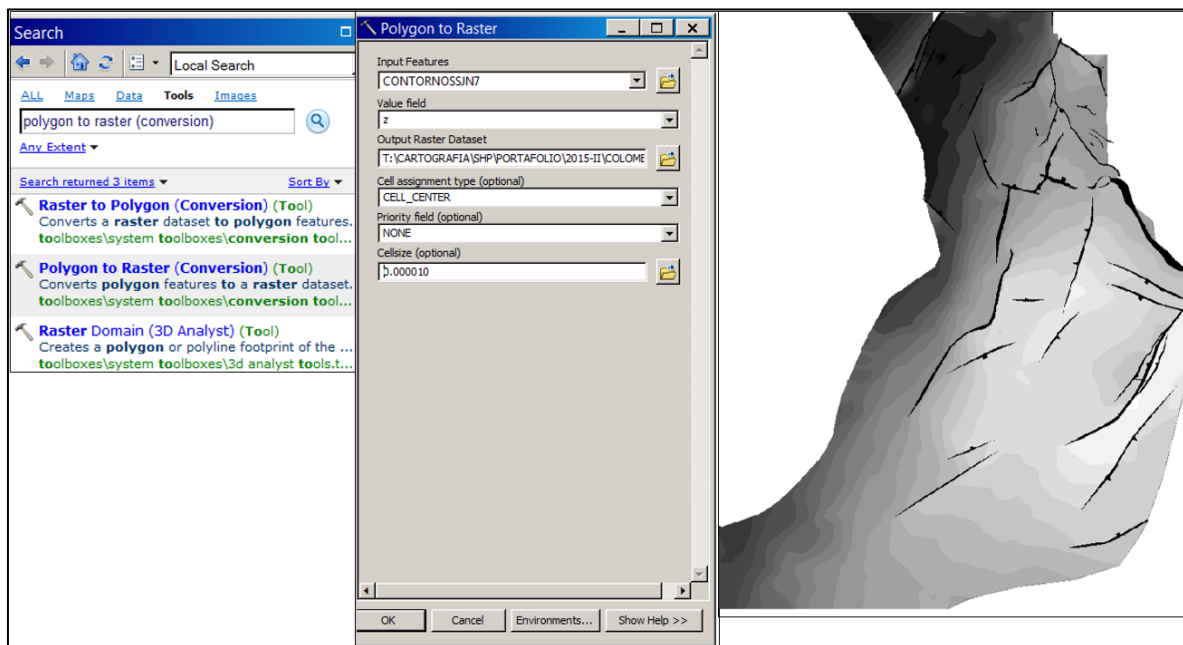 Search
Local Search
ALL Maps Data Tools Images
polygon to raster (conversion)
Any Extent
Search returned 3 items Sort By
Raster to Polygon (Conversion) (Tool)
Converts a raster dataset to polygon features.
toolboxes\system toolboxes\conversion tool...
Polygon to Raster (Conversion) (Tool)
Converts polygon features to a raster dataset.
toolboxes\system toolboxes\conversion tool...
Raster Domain (3D Analyst) (Tool)
Creates a polygon or polyline footprint of the ...
toolboxes\system toolboxes\3d analyst tools.t...
Polygon to Raster
Input Features
CONTORNOSSJN7
Value field
z
Output Raster Dataset
T:\CARTOGRAFIA\SHP\PORTAFOLIO\2015-II\COLOME
Cell assignment type (optional)
CELL_CENTER
Priority field (optional)
NONE
Cellsize (optional)
0.000010
OK Cancel Environments... Show Help >>